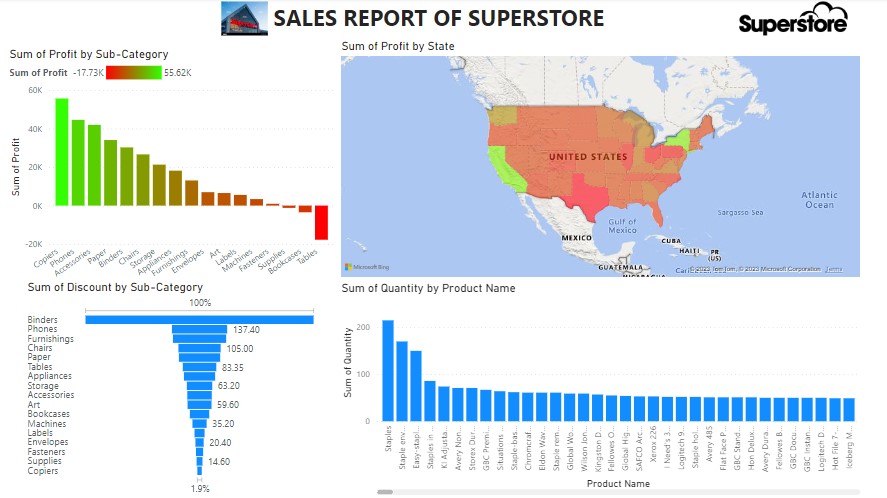 SALES REPORT OF SUPERSTORE
Superstore
Sum of Profit by Sub-Category
Sum of Profit -17.73K 55.62K
60K
40K
20K
0K
-20K
Sum of Profit
Copiers
Phones
Accessories
Paper
Binders
Chairs
Storage
Appliances
Furnishings
Envelopes
Art
Labels
Machines
Fasteners
Supplies
Bookcases
Tables
Sum of Profit by State
UNITED STATES
Atlantic
Ocean
Sargasso Sea
Gulf of
Mexico
MEXICO
CUBA
HAITI
PR
(US)
GUATEMALA
Microsoft Bing
© 2023 TomTom, © 2023 Microsoft Corporation Terms
Sum of Discount by Sub-Category
100%
Binders
Phones 137.40
Furnishings
Chairs 105.00
Paper
Tables 83.35
Appliances
Storage 63.20
Accessories
Art 59.60
Bookcases
Machines 35.20
Labels
Envelopes 20.40
Fasteners
Supplies 14.60
Copiers
1.9%
Sum of Quantity by Product Name
200
100
0
Sum of Quantity
Staples
Staple env...
Easy-stapl...
Staples in ...
KI Adjusta...
Avery Non...
Storex Dur...
GBC Premi...
Situations ...
Staple-bas...
Chromcraf...
Eldon Wav...
Staple rem...
Global Wo...
Wilson Jon...
Kingston D...
Fellowes O...
Global Hig...
SAFCO Arc...
Xerox 226
I Need's 3...
Logitech 9...
Staple hol...
Avery 485
Flat Face P...
GBC Stand...
Hon Delux...
Avery Dura...
Fellowes B...
GBC Docu...
GBC Instan...
Logitech D...
Hot File 7-...
Iceberg M...
Product Name